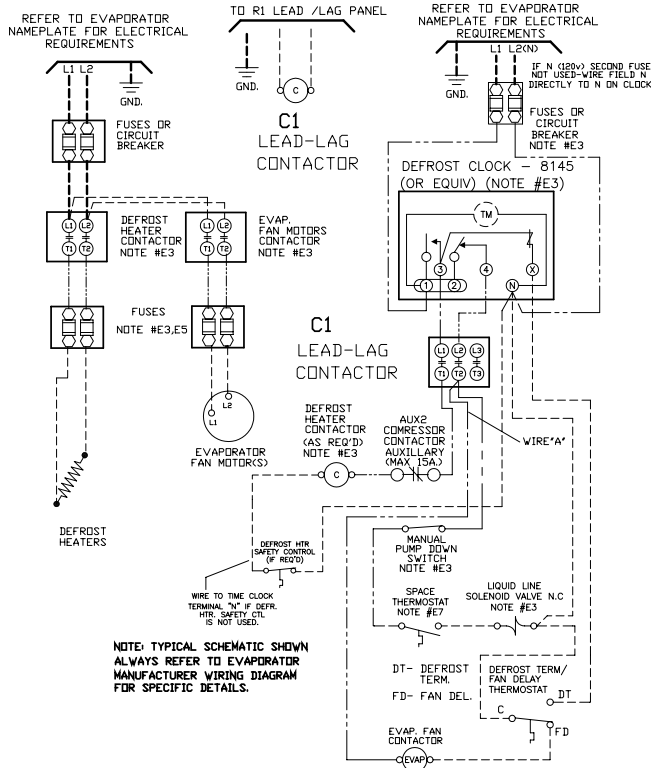 REFER TO EVAPORATOR
NAMEPLATE FOR ELECTRICAL
REQUIREMENTS
L1 L2
GND.
FUSES OR
CIRCUIT
BREAKER
L1 L2
T1 T2
DEFROST
HEATER
CONTACTOR
NOTE #E3
L1 L2
T1 T2
EVAP.
FAN MOTORS
CONTACTOR
NOTE #E3
FUSES
NOTE #E3,E5
L1
L2
EVAPORATOR
FAN MOTOR(S)
DEFROST
HEATERS
TO R1 LEAD /LAG PANEL
GND.
C
C1
LEAD-LAG
CONTACTOR
REFER TO EVAPORATOR
NAMEPLATE FOR ELECTRICAL
REQUIREMENTS
L1 L2(N)
GND.
IF N (120v) SECOND FUSE
NOT USED-WIRE FIELD N
DIRECTLY TO N ON CLOCK
FUSES OR
CIRCUIT
BREAKER
NOTE #E3
DEFROST CLOCK - 8145
(OR EQUIV) (NOTE #E3)
TM
3
4
X
1
2
N
C1
LEAD-LAG
CONTACTOR
L1 L2 L3
T1 T2 T3
WIRE"A"
DEFROST
HEATER
CONTACTOR
(AS REQ'D)
NOTE #E3
C
AUX2
COMRESSOR
CONTACTOR
AUXILLARY
(MAX 15A.)
DEFROST HTR
SAFETY CONTROL
(IF REQ'D)
WIRE TO TIME CLOCK
TERMINAL "N" IF DEFR.
HTR. SAFETY CTL
IS NOT USED.
MANUAL
PUMP DOWN
SWITCH
NOTE #E3
SPACE
THERMOSTAT
NOTE #E7
LIQUID LINE
SOLENOID VALVE N.C
NOTE #E3
NOTE: TYPICAL SCHEMATIC SHOWN
ALWAYS REFER TO EVAPORATOR
MANUFACTURER WIRING DIAGRAM
FOR SPECIFIC DETAILS.
DT- DEFROST
TERM.
FD- FAN DEL.
DEFROST TERM/
FAN DELAY
THERMOSTAT
DT
C
FD
EVAP. FAN
CONTACTOR
EVAP